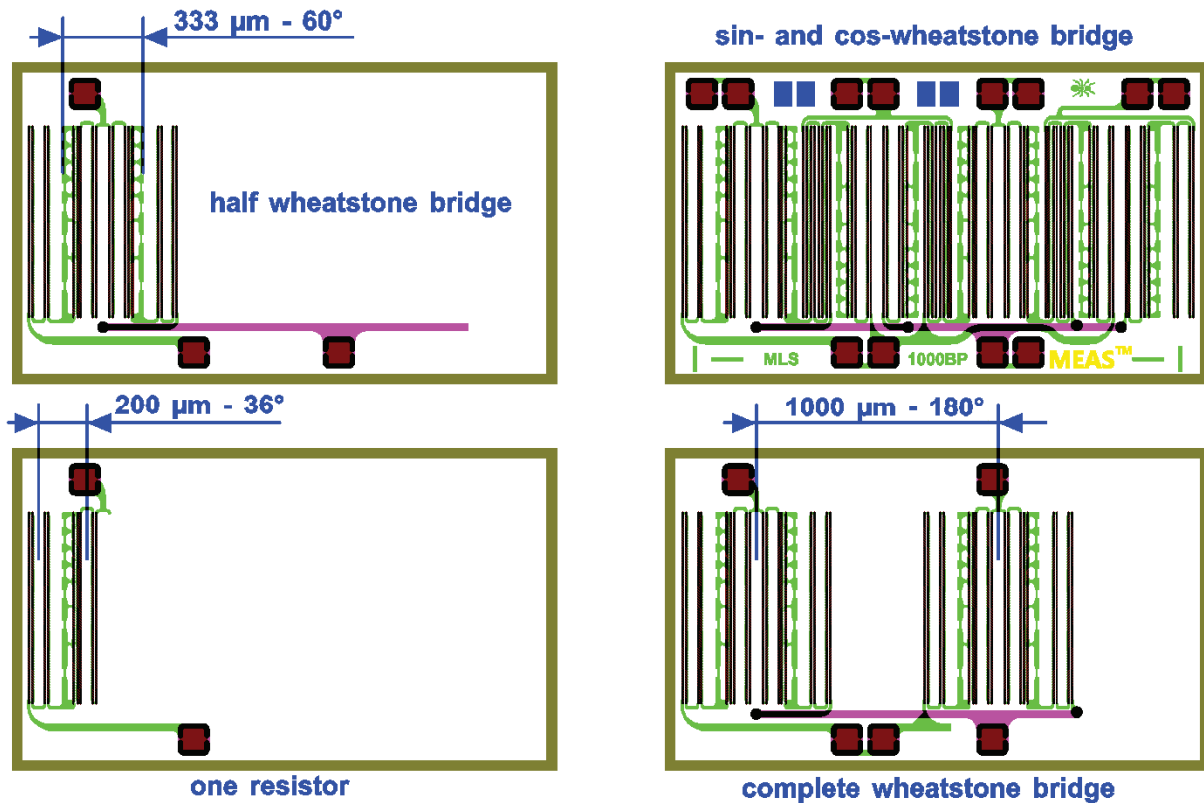 333 µm - 60°
sin- and cos-wheatstone bridge
half wheatstone bridge
MLS 1000BP MEAS™
200 µm - 36°
1000 µm - 180°
one resistor
complete wheatstone bridge